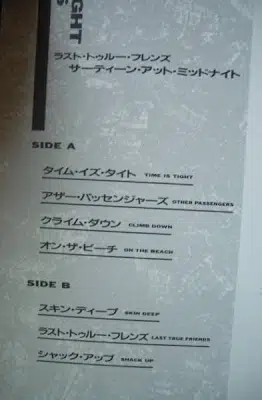 GHT
S
ラスト・トゥルー・フレンズ
サーティーン・アット・ミッドナイト
SIDE A
タイム・イズ・タイト TIME IS TIGHT
アザー・パッセンジャーズ OTHER PASSENGERS
クライム・ダウン CLIMB DOWN
オン・ザ・ビーチ ON THE BEACH
SIDE B
スキン・ディープ SKIN DEEP
ラスト・トゥルー・フレンズ LAST TRUE FRIENDS
シャック・アップ SHACK UP